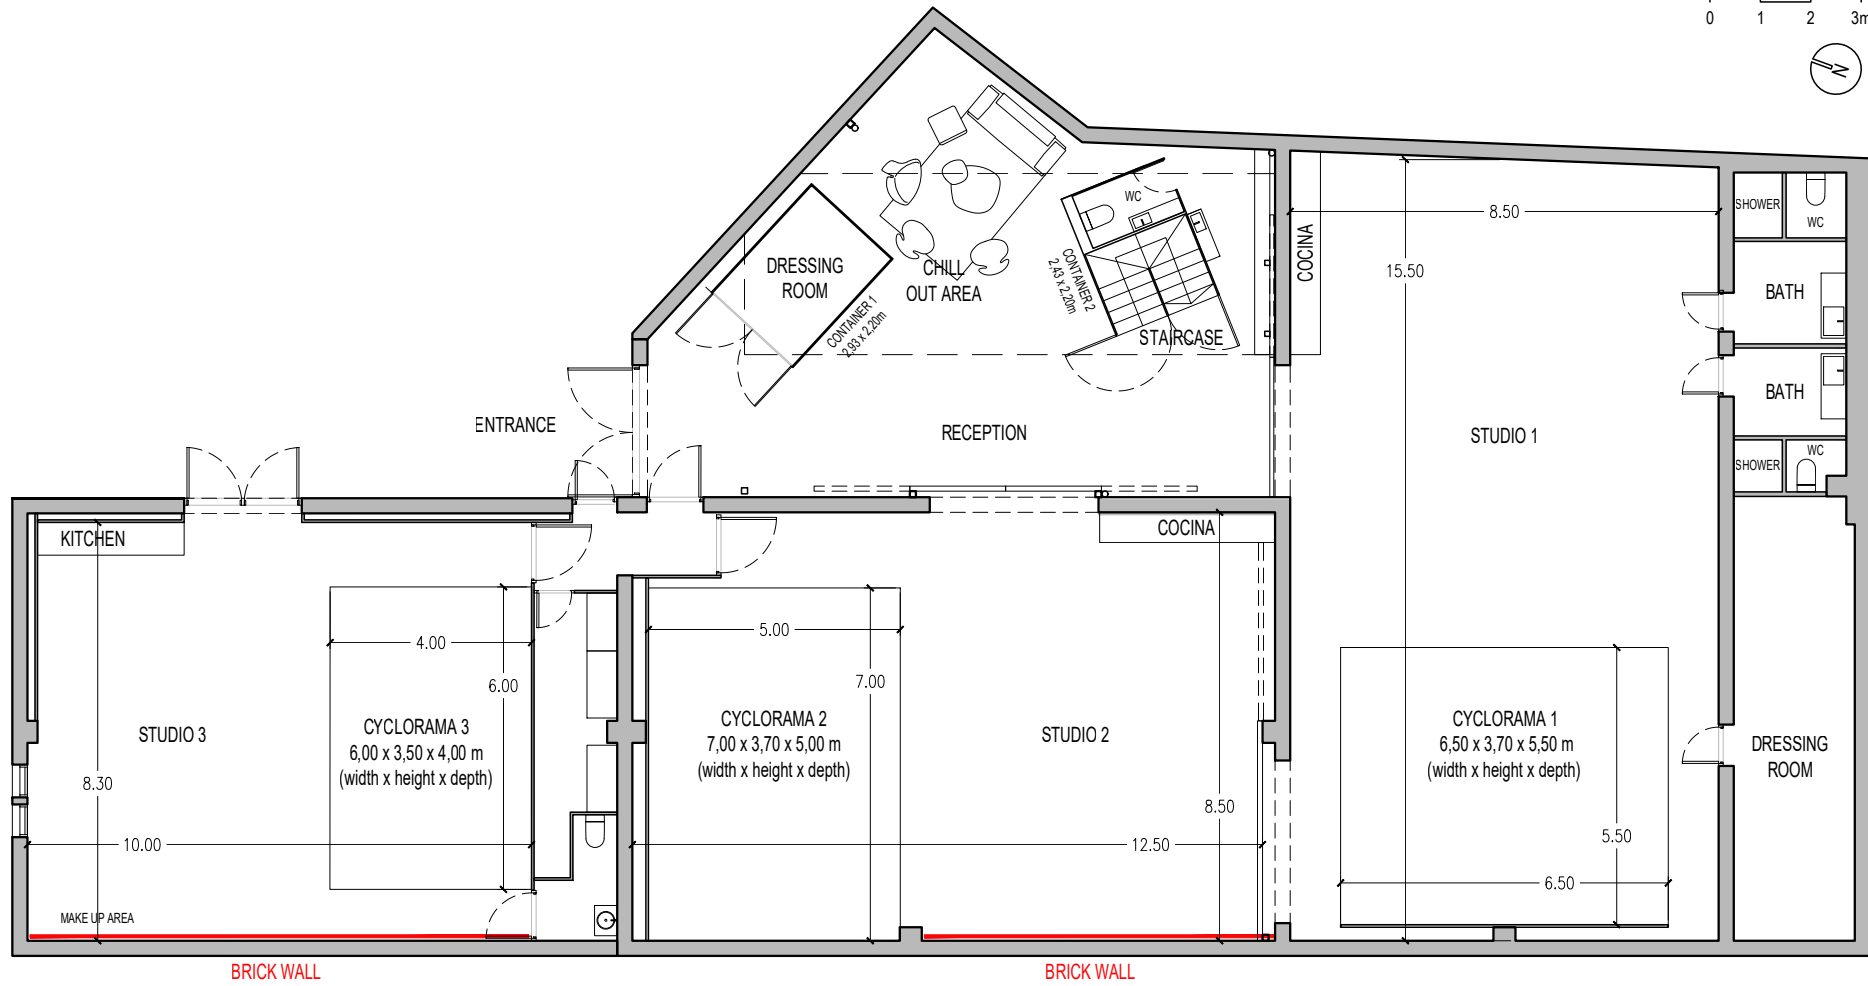 0 1 2 3m
N
SHOWER
WC
WC
8.50
COCINA
15.50
DRESSING
ROOM
CHILL
OUT AREA
CONTAINER 1
2,93 x 2,20m
CONTAINER 2
2,43 x 2,20m
STAIRCASE
BATH
BATH
ENTRANCE
RECEPTION
STUDIO 1
WC
SHOWER
KITCHEN
COCINA
4.00
5.00
6.00
7.00
STUDIO 3
CYCLORAMA 3
6,00 x 3,50 x 4,00 m
(width x height x depth)
CYCLORAMA 2
7,00 x 3,70 x 5,00 m
(width x height x depth)
STUDIO 2
CYCLORAMA 1
6,50 x 3,70 x 5,50 m
(width x height x depth)
DRESSING
ROOM
8.30
8.50
5.50
10.00
12.50
6.50
MAKE UP AREA
BRICK WALL
BRICK WALL